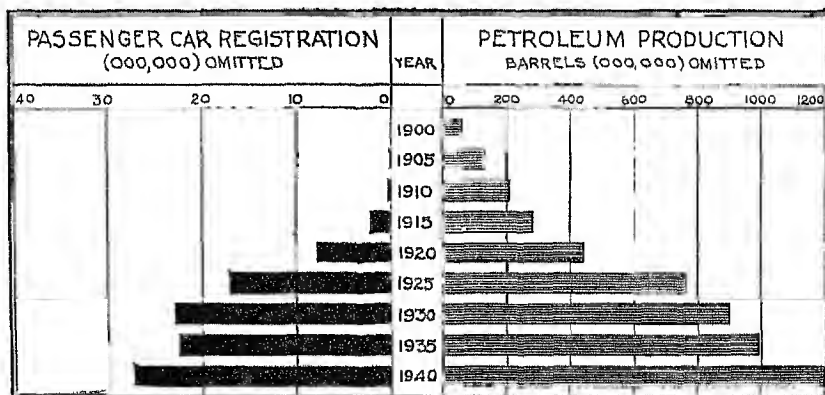 PASSENGER CAR REGISTRATION
(000,000) OMITTED
YEAR
PETROLEUM PRODUCTION
BARRELS (000,000) OMITTED
40 30 20 10 0
0 200 400 600 800 1000 1200
1900
1905
1910
1915
1920
1925
1930
1935
1940